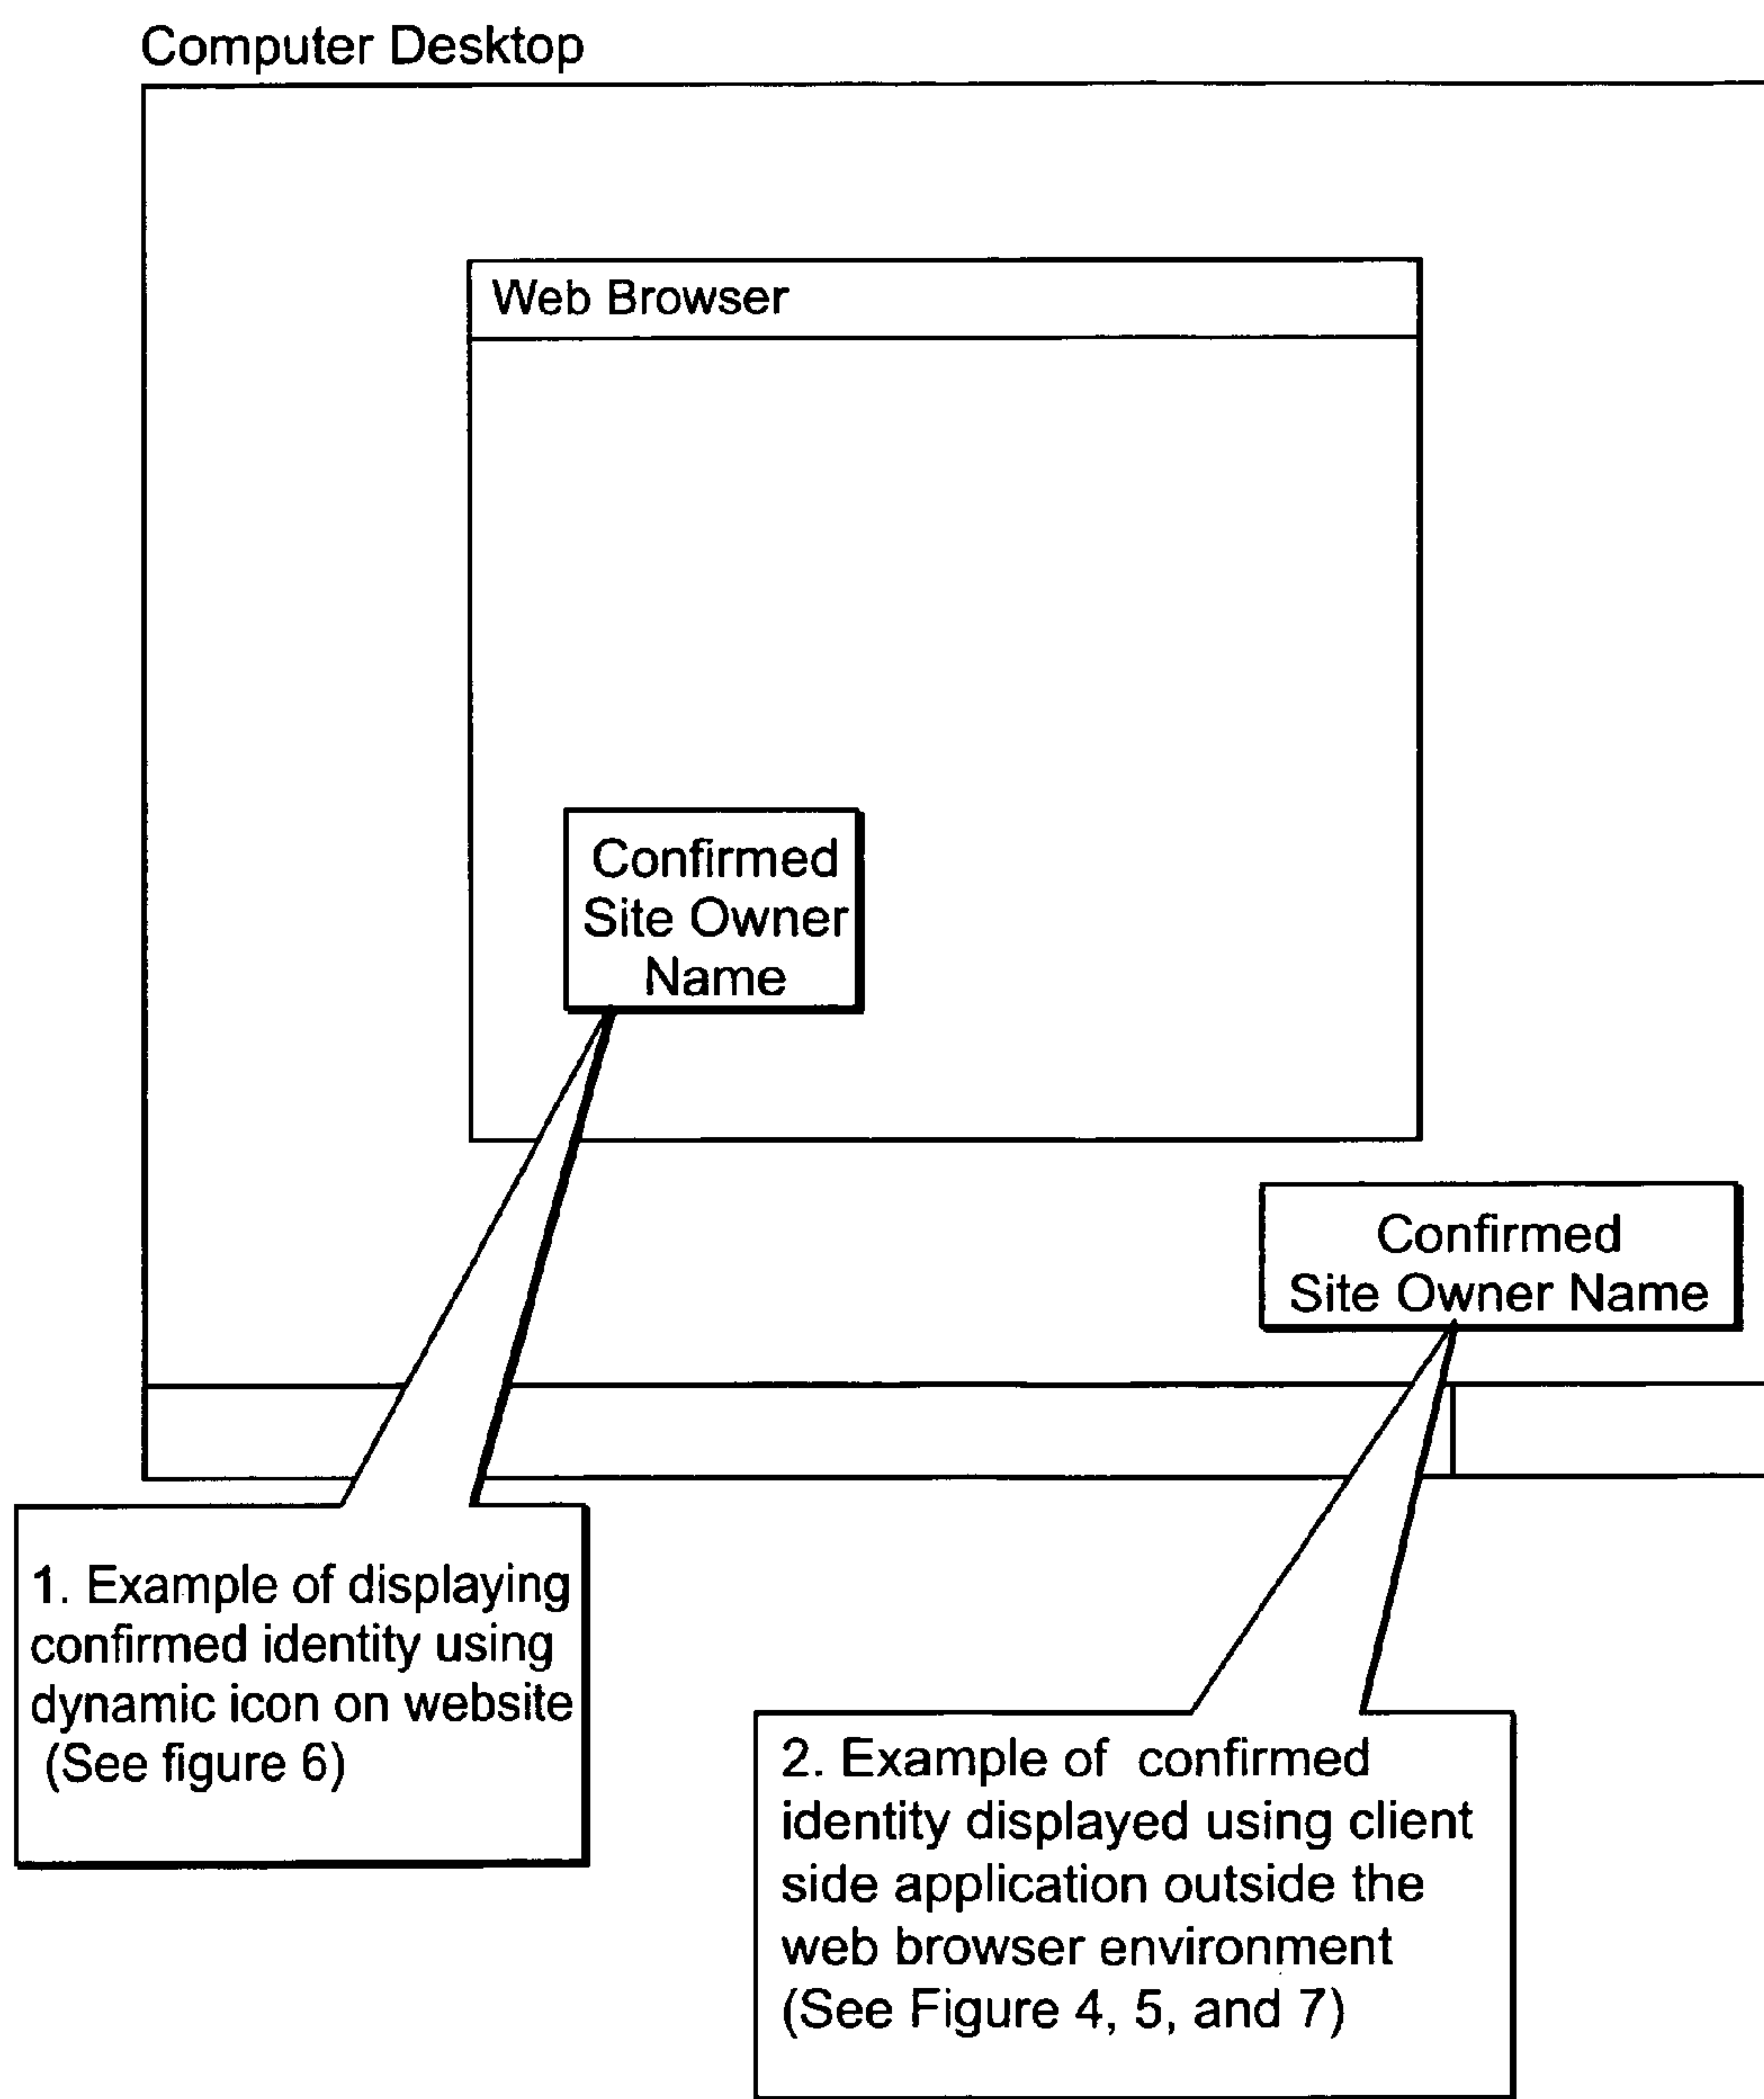 Computer Desktop
Web Browser
Confirmed
Site Owner
Name
Confirmed
Site Owner Name
1. Example of displaying
confirmed identity using
dynamic icon on website
(See figure 6)
2. Example of confirmed
identity displayed using client
side application outside the
web browser environment
(See Figure 4, 5, and 7)